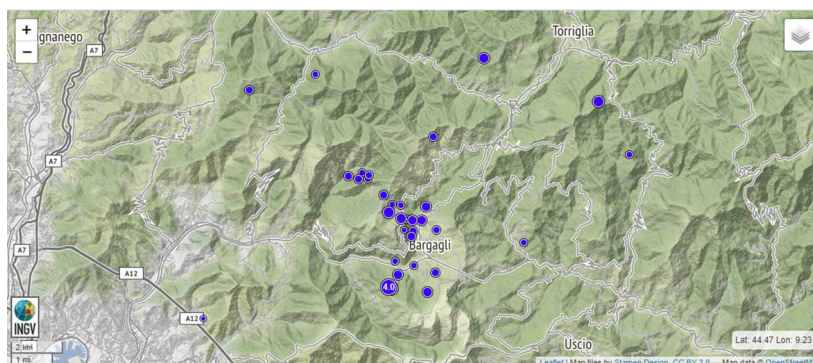 +
gnanego
Torriglia
−
A7
A7
Bargagli
A7
A12
4.0
INGV
A12
Lat: 44.47 Lon: 9.23
2 km
1 mi
Uscio
Leaflet | Map tiles by Stamen Design, CC BY 3.0 — Map data © OpenStreetM